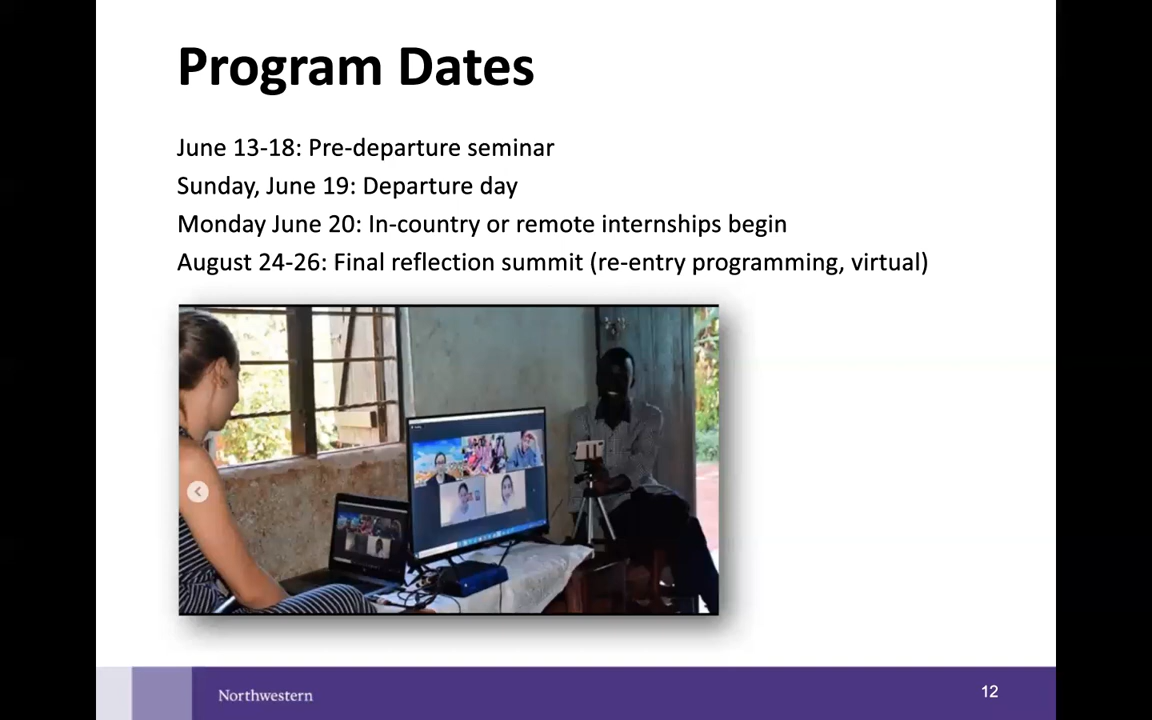 Program Dates
June 13-18: Pre-departure seminar
Sunday, June 19: Departure day
Monday June 20: In-country or remote internships begin
August 24-26: Final reflection summit (re-entry programming, virtual)
Northwestern
12